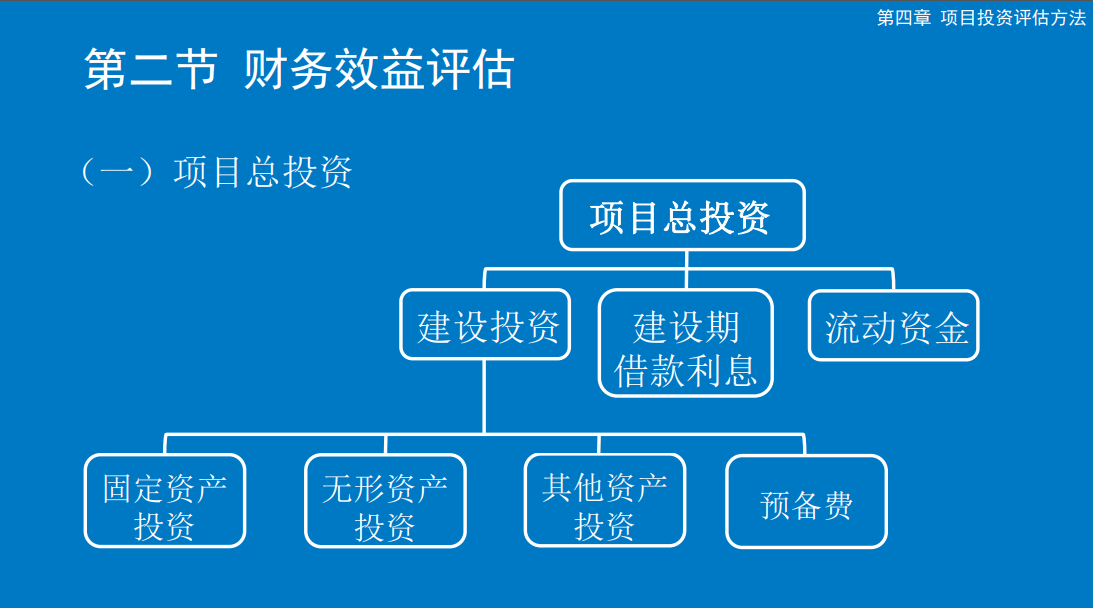 第四章 项目投资评估方法
第二节 财务效益评估
（一）项目总投资
项目总投资
建设投资
建设期
借款利息
流动资金
固定资产
投资
无形资产
投资
其他资产
投资
预备费